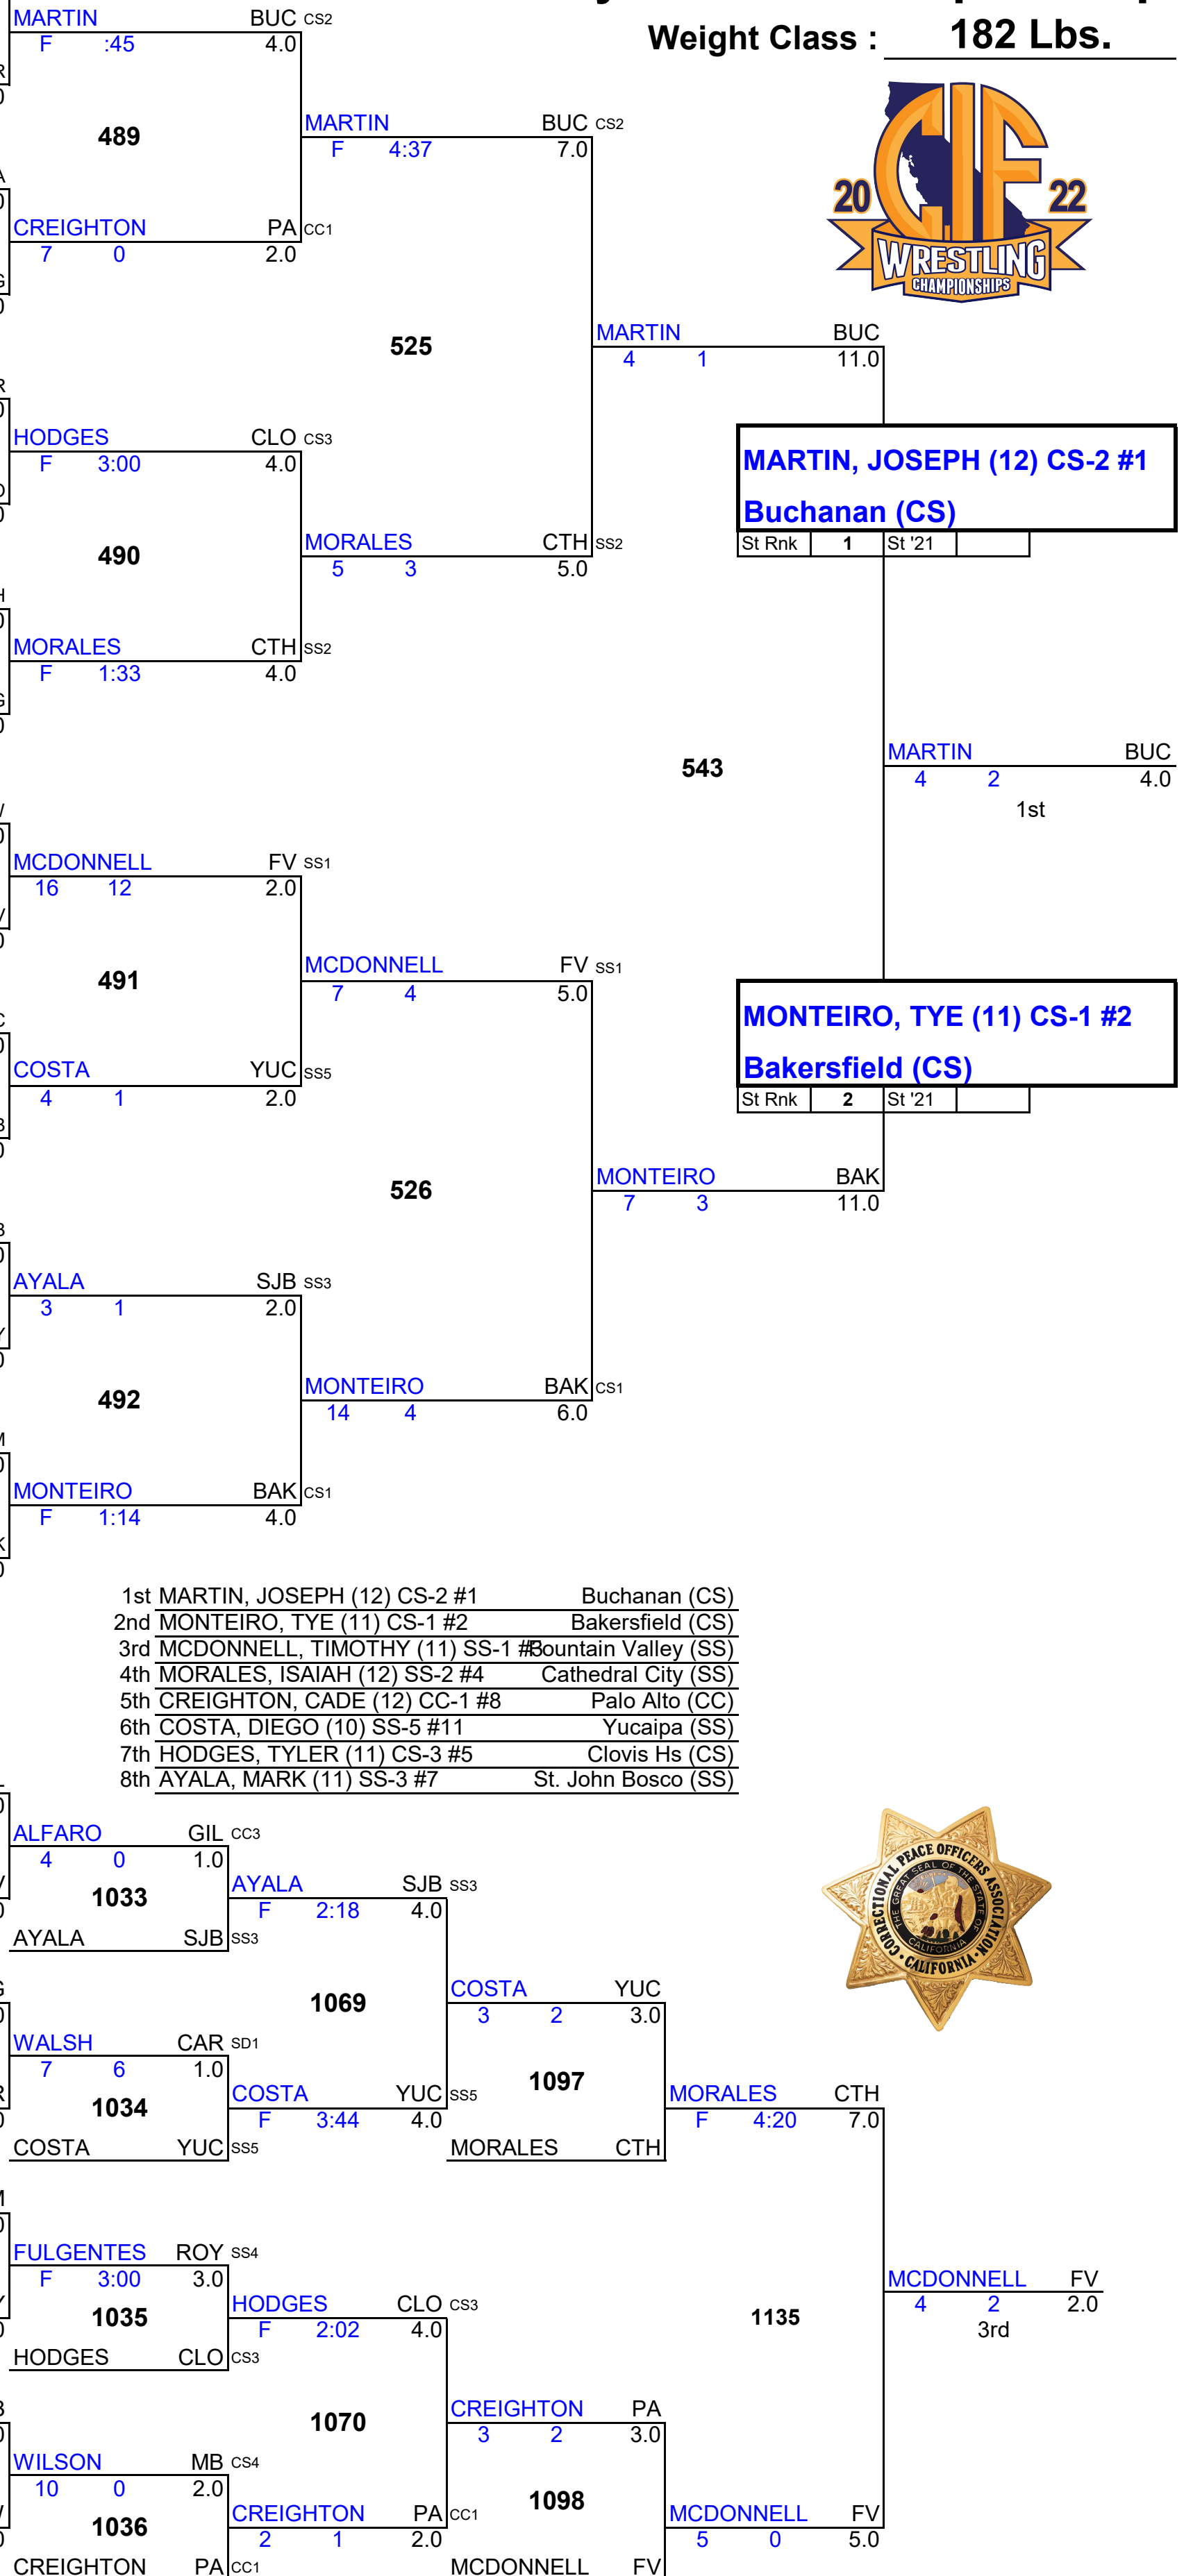 Weight Class : 182 Lbs.
20 CIF 22
WRESTLING
CHAMPIONSHIPS
MARTIN BUC CS2
F :45 4.0
489
CREIGHTON PA CC1
7 0 2.0
MARTIN BUC CS2
F 4:37 7.0
525
HODGES CLO CS3
F 3:00 4.0
490
MORALES CTH SS2
F 1:33 4.0
MORALES CTH SS2
5 3 5.0
MARTIN BUC
4 1 11.0
MARTIN, JOSEPH (12) CS-2 #1
Buchanan (CS)
St Rnk 1 St '21
543
MARTIN BUC
4 2 4.0
1st
MCDONNELL FV SS1
16 12 2.0
491
COSTA YUC SS5
4 1 2.0
MCDONNELL FV SS1
7 4 5.0
526
AYALA SJB SS3
3 1 2.0
492
MONTEIRO BAK CS1
F 1:14 4.0
MONTEIRO BAK CS1
14 4 6.0
MONTEIRO, TYE (11) CS-1 #2
Bakersfield (CS)
St Rnk 2 St '21
MONTEIRO BAK
7 3 11.0
1st MARTIN, JOSEPH (12) CS-2 #1 Buchanan (CS)
2nd MONTEIRO, TYE (11) CS-1 #2 Bakersfield (CS)
3rd MCDONNELL, TIMOTHY (11) SS-1 #3 Fountain Valley (SS)
4th MORALES, ISAIAH (12) SS-2 #4 Cathedral City (SS)
5th CREIGHTON, CADE (12) CC-1 #8 Palo Alto (CC)
6th COSTA, DIEGO (10) SS-5 #11 Yucaipa (SS)
7th HODGES, TYLER (11) CS-3 #5 Clovis Hs (CS)
8th AYALA, MARK (11) SS-3 #7 St. John Bosco (SS)
ALFARO GIL CC3
4 0 1.0
1033
AYALA SJB SS3
AYALA SJB SS3
F 2:18 4.0
1069
WALSH CAR SD1
7 6 1.0
1034
COSTA YUC SS5
COSTA YUC SS5
F 3:44 4.0
COSTA YUC
3 2 3.0
1097
MORALES CTH
MORALES CTH
F 4:20 7.0
CORRECTIONAL PEACE OFFICERS ASSOCIATION
CALIFORNIA
THE GREAT SEAL OF THE STATE OF CALIFORNIA
FULGENTES ROY SS4
F 3:00 3.0
1035
HODGES CLO CS3
HODGES CLO CS3
F 2:02 4.0
1070
WILSON MB CS4
10 0 2.0
1036
CREIGHTON PA CC1
CREIGHTON PA CC1
2 1 2.0
CREIGHTON PA
3 2 3.0
1098
MCDONNELL FV
MCDONNELL FV
5 0 5.0
1135
MCDONNELL FV
4 2 2.0
3rd